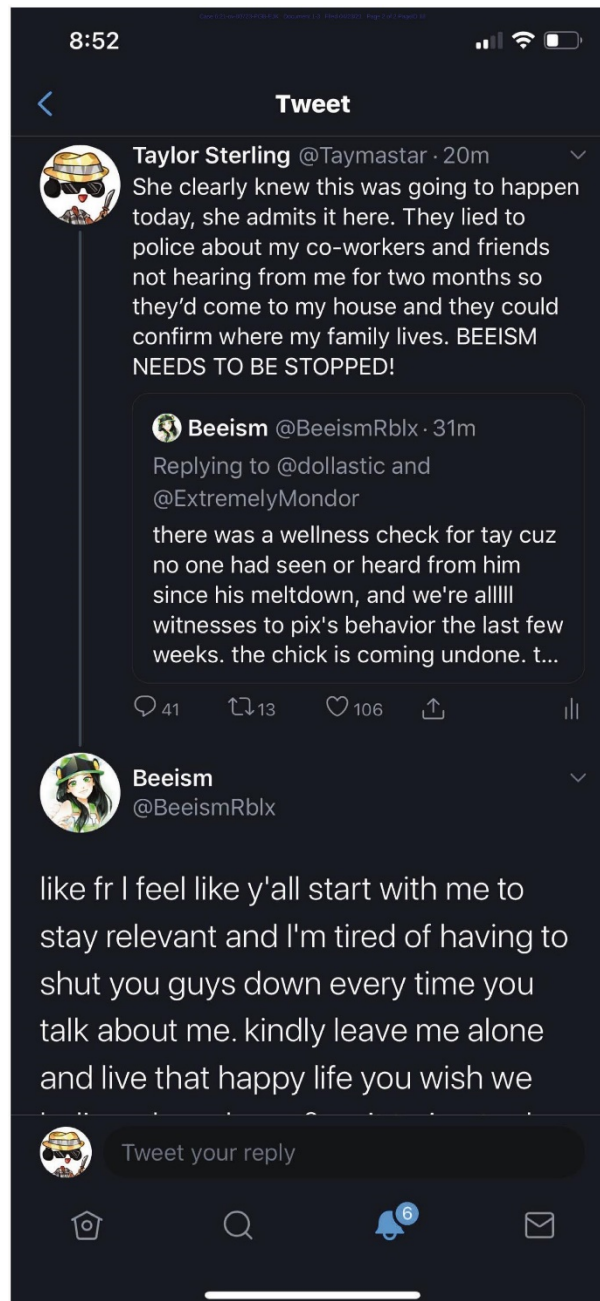 8:52
Tweet
Taylor Sterling @Taymastar · 20m
She clearly knew this was going to happen
today, she admits it here. They lied to
police about my co-workers and friends
not hearing from me for two months so
they'd come to my house and they could
confirm where my family lives. BEEISM
NEEDS TO BE STOPPED!
Beeism @BeeismRblx · 31m
Replying to @dollastic and
@ExtremelyMondor
there was a wellness check for tay cuz
no one had seen or heard from him
since his meltdown, and we're alllll
witnesses to pix's behavior the last few
weeks. the chick is coming undone. t...
41 13 106
Beeism
@BeeismRblx
like fr I feel like y'all start with me to
stay relevant and I'm tired of having to
shut you guys down every time you
talk about me. kindly leave me alone
and live that happy life you wish we
Tweet your reply
6